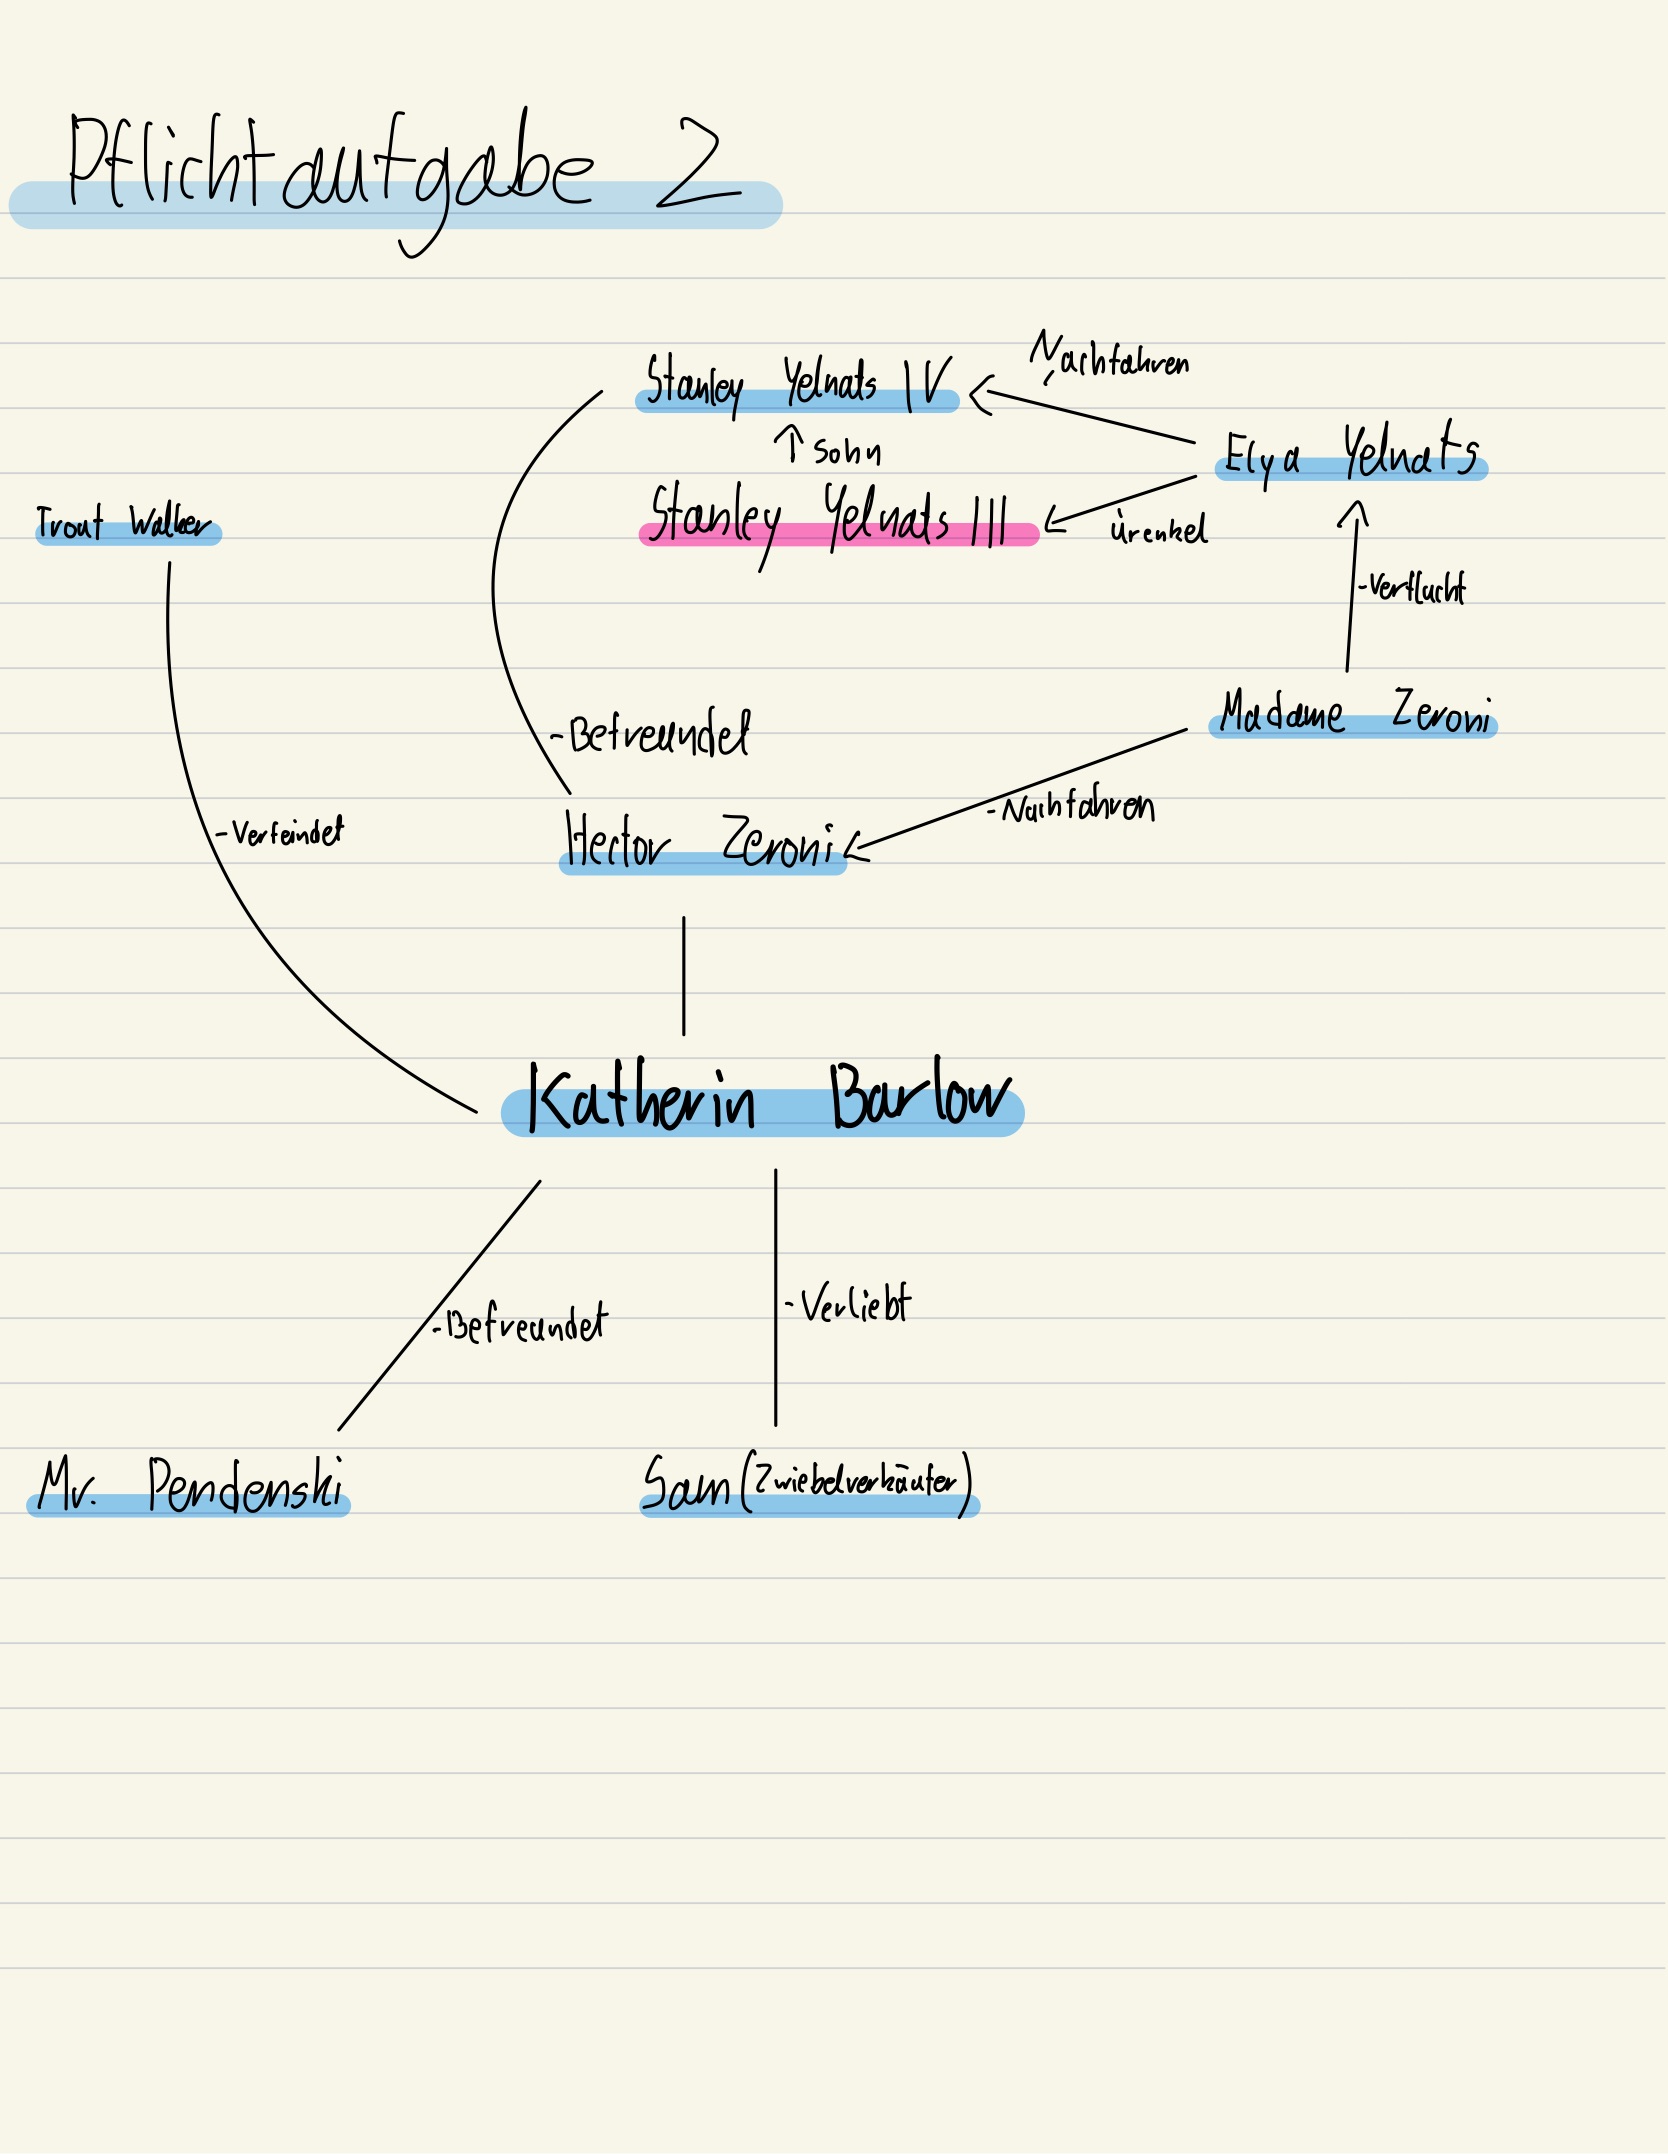 Pflichtaufgabe 2
Nachfahren
Stanley Yelnats IV
Elya Yelnats
↑ Sohn
Stanley Yelnats III
Trout Walker
Ürenkel
-Verflucht
Madame Zeroni
-Befreundet
-Nachfahren
-Verfeindet
Hector Zeroni
Katherin Barlow
-Befreundet
-Verliebt
Mr. Pendenski
Sam (Zwiebelverkäufer)